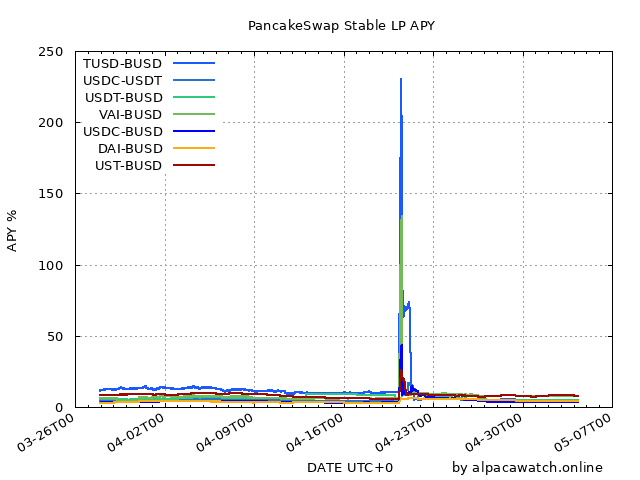 PancakeSwap Stable LP APY
250
200
150
100
50
0
APY %
TUSD-BUSD
USDC-USDT
USDT-BUSD
VAI-BUSD
USDC-BUSD
DAI-BUSD
UST-BUSD
03-26T00
04-02T00
04-09T00
04-16T00
04-23T00
04-30T00
05-07T00
DATE UTC+0
by alpacawatch.online